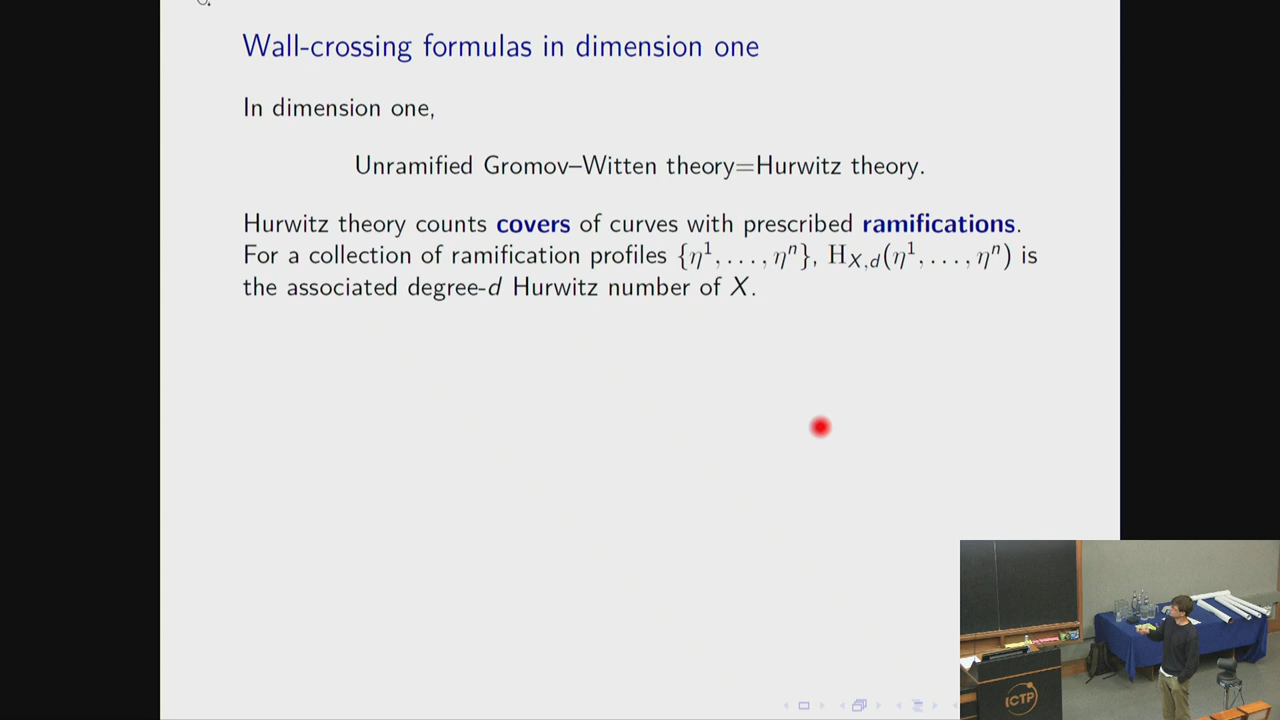 Wall-crossing formulas in dimension one
In dimension one,
Unramified Gromov–Witten theory=Hurwitz theory.
Hurwitz theory counts covers of curves with prescribed ramifications.
For a collection of ramification profiles {η¹, . . . , ηⁿ}, H_{X,d}(η¹, . . . , ηⁿ) is
the associated degree-d Hurwitz number of X.
ICTP